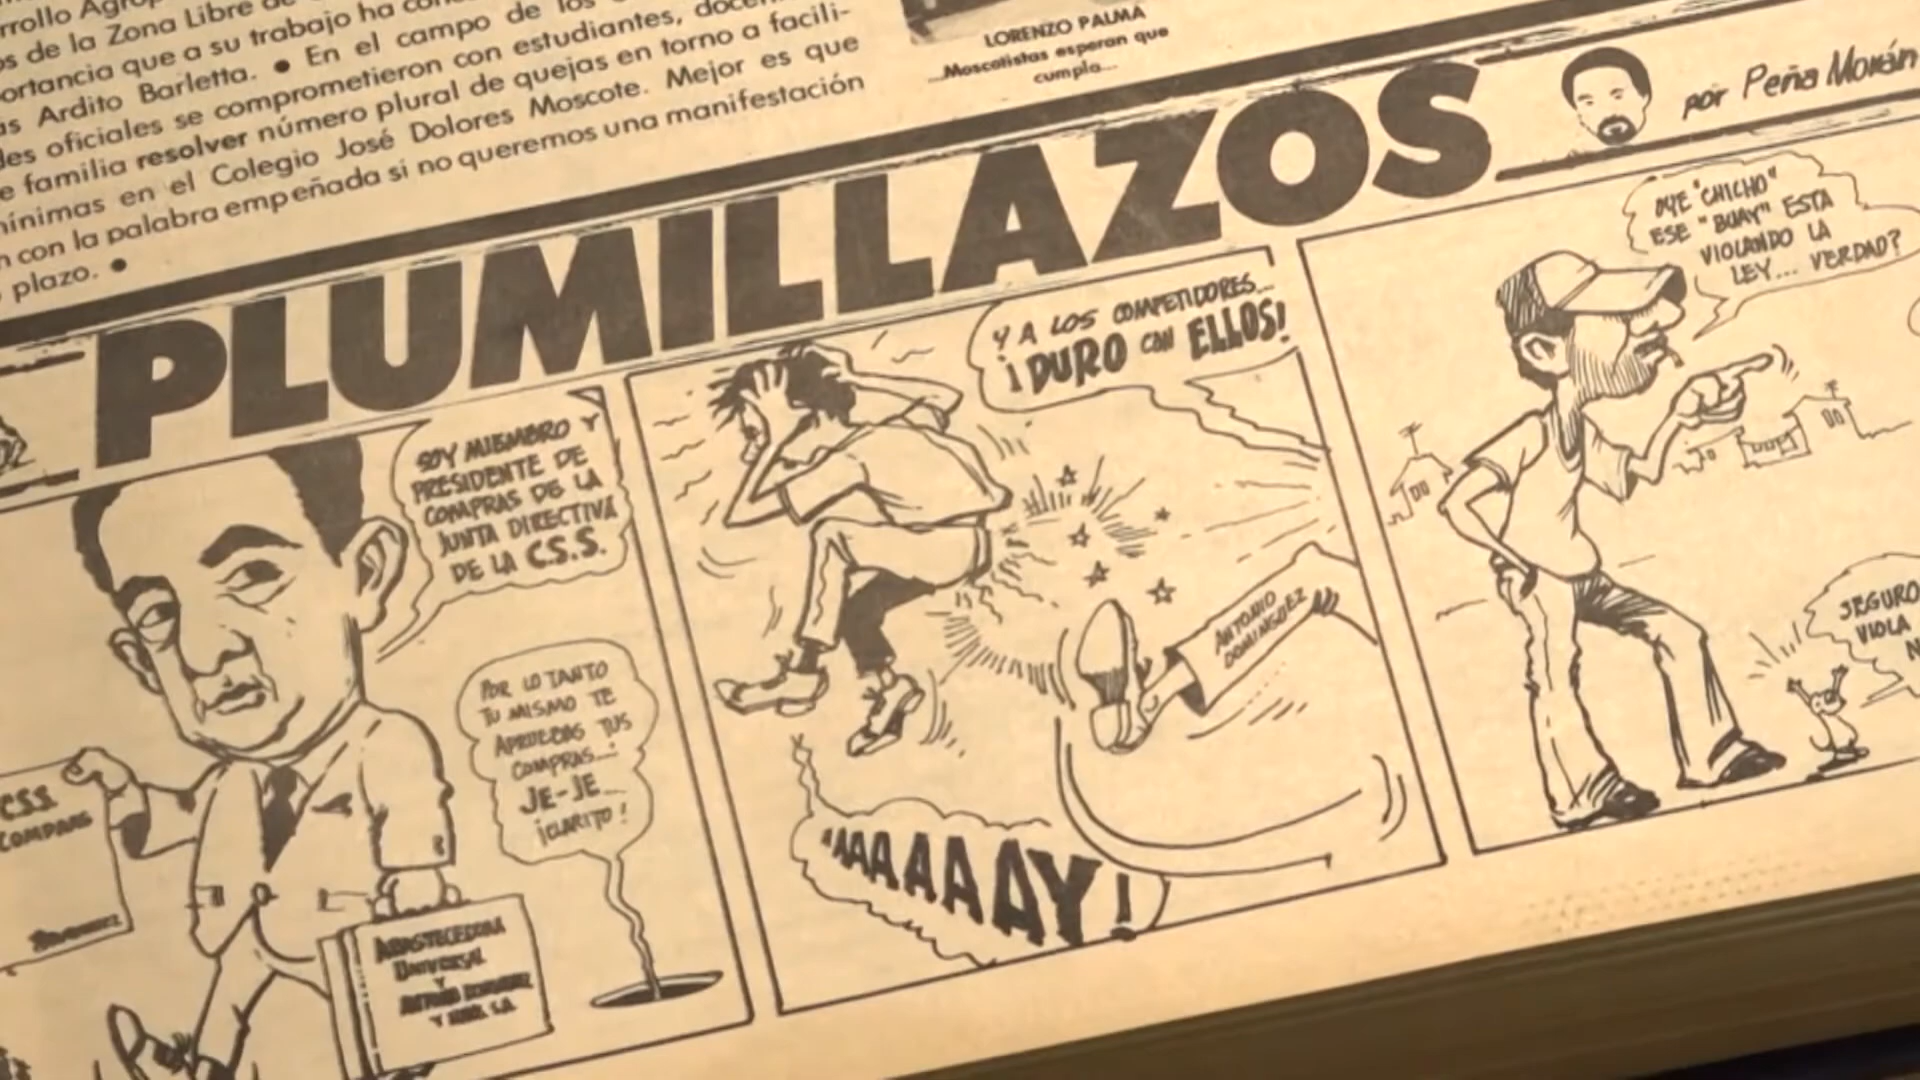 rrollo Agrop
s de la Zona Libre de
ortancia que a su trabajo ha
as Ardito Barletta. ● En el campo de los
les oficiales se comprometieron con estudiantes, docen
e familia resolver número plural de quejas en torno a facili-
mínimas en el Colegio José Dolores Moscote. Mejor es que
n con la palabra empeñada si no queremos una manifestación
plazo. ●
LORENZO PALMA
...Moscotistas esperan que
cumpla...
PLUMILLAZOS
por Peña Morán
SOY MIEMBRO Y
PRESIDENTE DE
COMPRAS DE LA
JUNTA DIRECTIVA
DE LA C.S.S.
POR LO TANTO
TU MISMO TE
APRUEBAS TUS
COMPRAS...
JE-JE...
¡CLARITO!
C.S.S.
COMPRAS
ABASTECEDORA
UNIVERSAL
Y
ANTONIO DOMINGUEZ
Y HNOS. S.A.
Y A LOS COMPETIDORES...
¡DURO CON ELLOS!
ANTONIO
DOMINGUEZ
AAAAAAY!
OYE "CHICHO"
ESE "BUAY" ESTA
VIOLANDO LA
LEY... VERDAD?
SEGURO
VIOLA